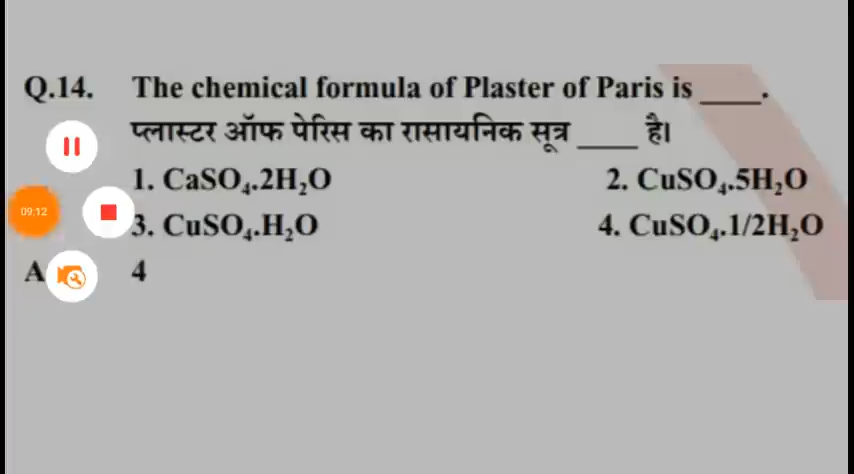 Q.14. The chemical formula of Plaster of Paris is ____.
प्लास्टर ऑफ पेरिस का रासायनिक सूत्र ____ है।
1. CaSO₄.2H₂O 2. CuSO₄.5H₂O
09:12
3. CuSO₄.H₂O 4. CuSO₄.1/2H₂O
A 4